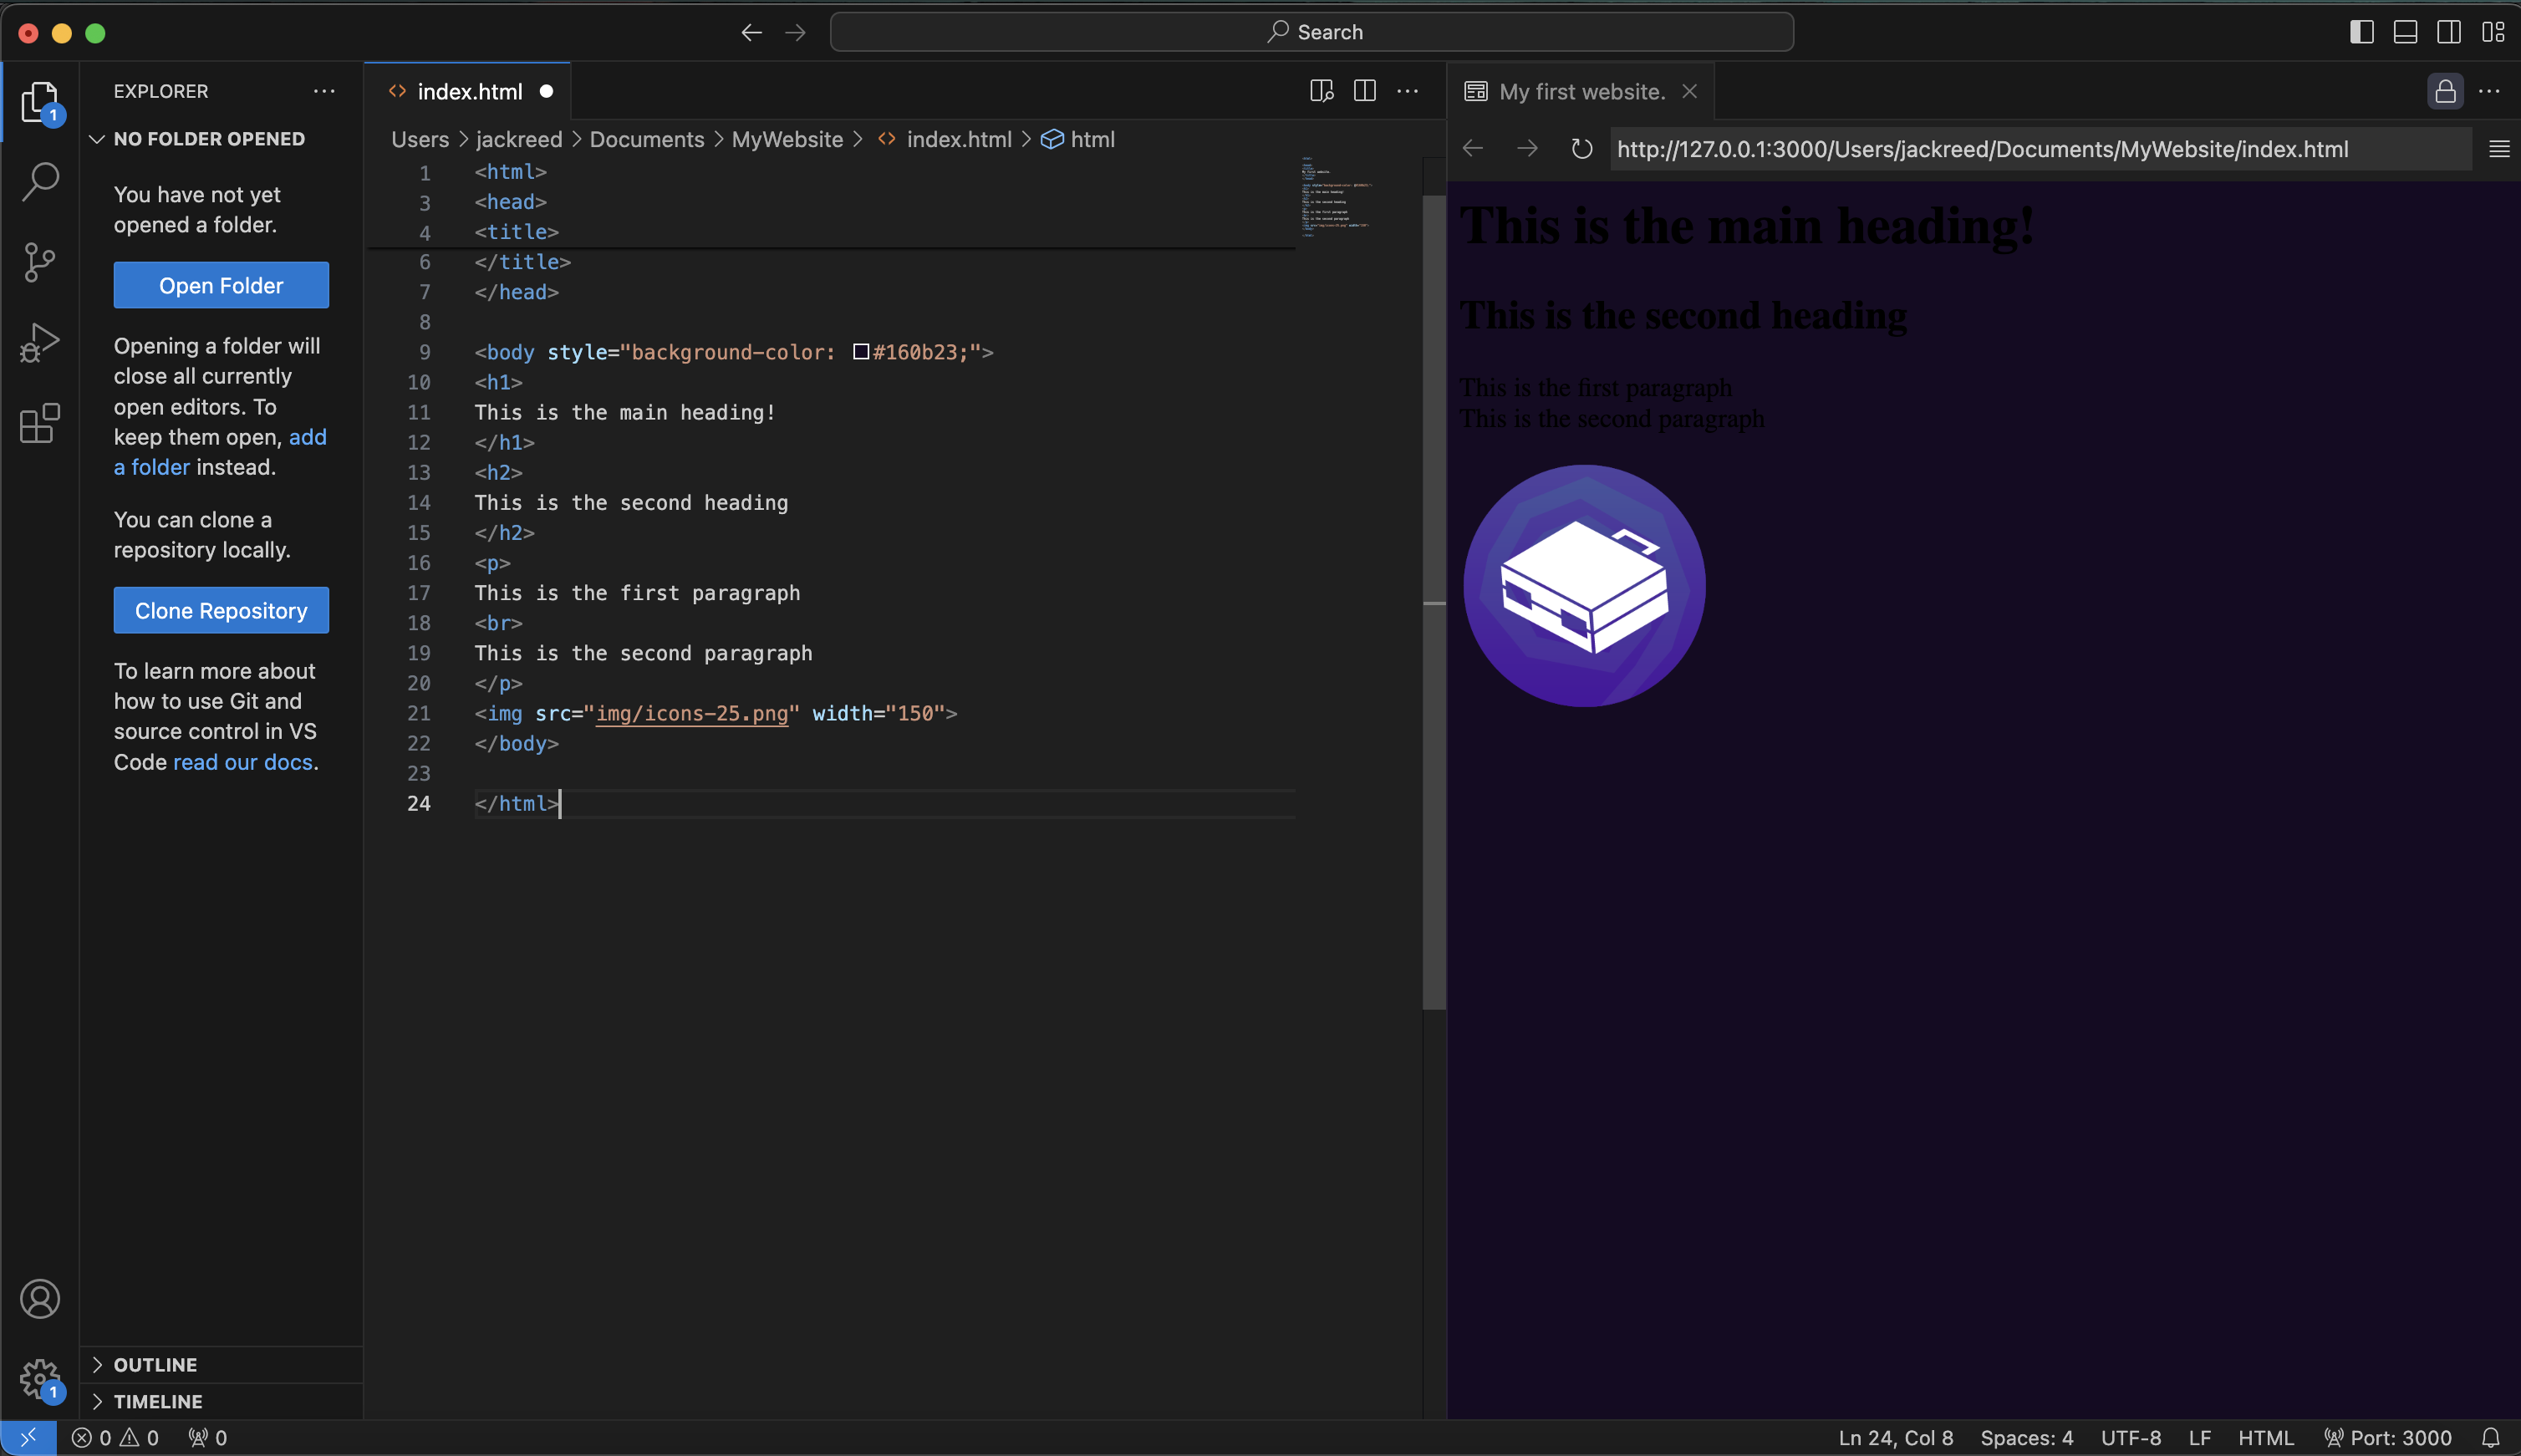 Search
EXPLORER
NO FOLDER OPENED
You have not yet
opened a folder.
Open Folder
Opening a folder will
close all currently
open editors. To
keep them open, add
a folder instead.
You can clone a
repository locally.
Clone Repository
To learn more about
how to use Git and
source control in VS
Code read our docs.
OUTLINE
TIMELINE
1
1
index.html
Users > jackreed > Documents > MyWebsite > <> index.html > html
1 <html>
3 <head>
4 <title>
6 </title>
7 </head>
8
9 <body style="background-color: #160b23;">
10 <h1>
11 This is the main heading!
12 </h1>
13 <h2>
14 This is the second heading
15 </h2>
16 <p>
17 This is the first paragraph
18 <br>
19 This is the second paragraph
20 </p>
21 <img src="img/icons-25.png" width="150">
22 </body>
23
24 </html>
My first website.
http://127.0.0.1:3000/Users/jackreed/Documents/MyWebsite/index.html
This is the main heading!
This is the second heading
This is the first paragraph
This is the second paragraph
0 0 0
Ln 24, Col 8 Spaces: 4 UTF-8 LF HTML Port: 3000